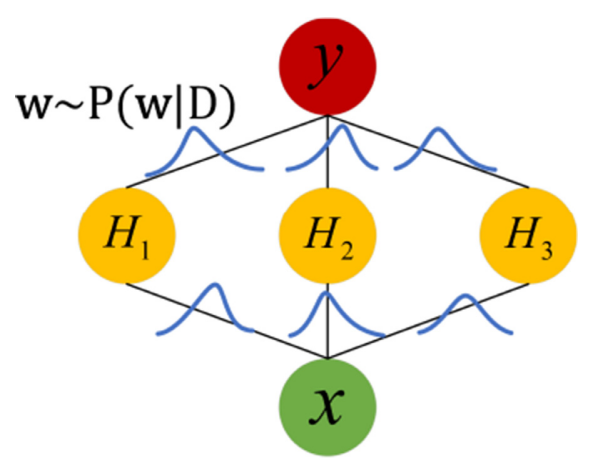 y
w~P(w|D)
H₁ H₂ H₃
x